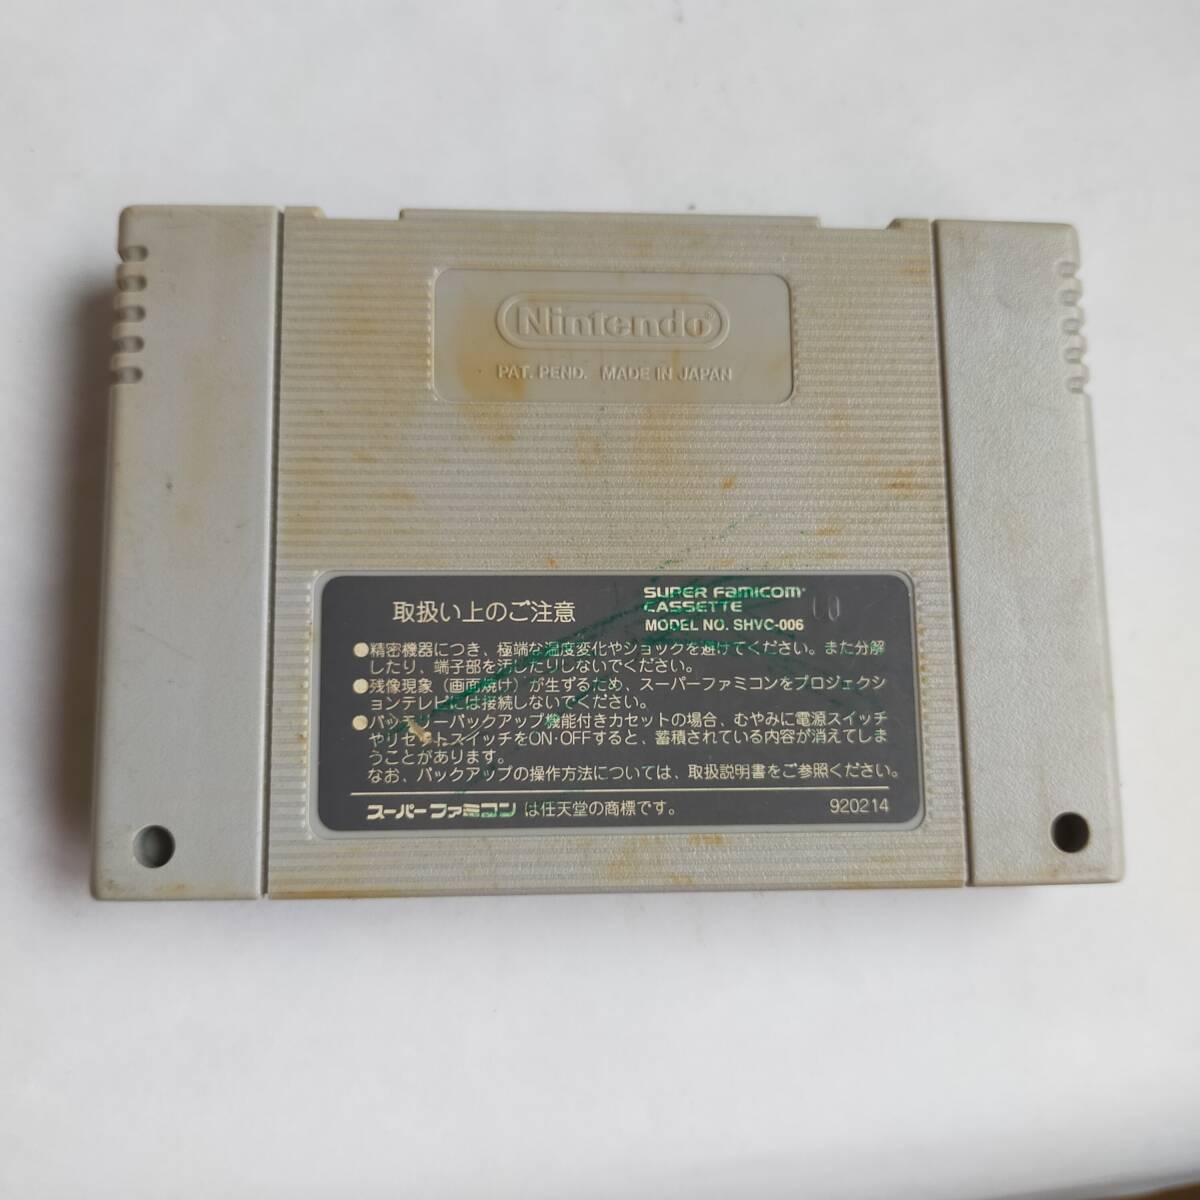 Nintendo®
PAT. PEND. MADE IN JAPAN
取扱い上のご注意
SUPER FAMICOM
CASSETTE
MODEL NO. SHVC-006
●精密機器につき、極端な温度変化やショックを避けてください。また分解
したり、端子部を汚したりしないでください。
●残像現象（画面焼け）が生ずるため、スーパーファミコンをプロジェクシ
ョンテレビには接続しないでください。
●バッテリーバックアップ機能付きカセットの場合、むやみに電源スイッチ
やリセットスイッチをON・OFFすると、蓄積されている内容が消えてしま
うことがあります。
なお、バックアップの操作方法については、取扱説明書をご参照ください。
スーパーファミコン は任天堂の商標です。
920214